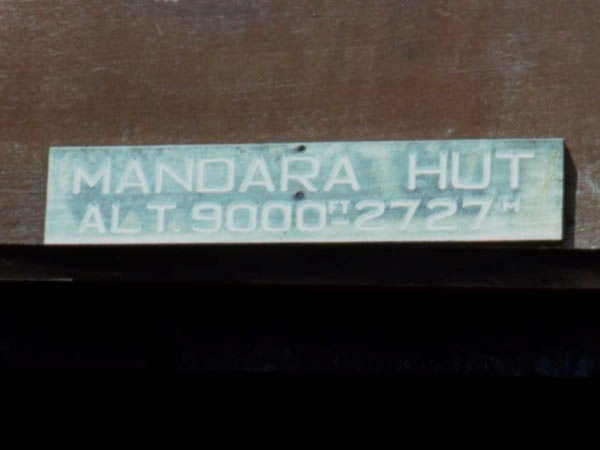 MANDARA HUT
ALT. 9000FT-2727M